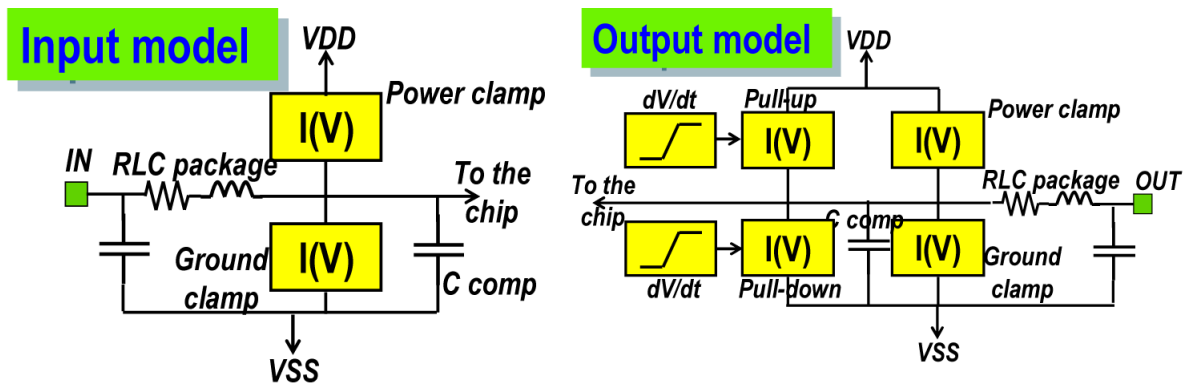 Input model
VDD
Power clamp
I(V)
IN
RLC package
To the
chip
I(V)
Ground
clamp
C comp
VSS
Output model
VDD
dV/dt
Pull-up
Power clamp
I(V)
I(V)
To the
chip
RLC package
OUT
C comp
I(V)
I(V)
Ground
clamp
dV/dt
Pull-down
VSS